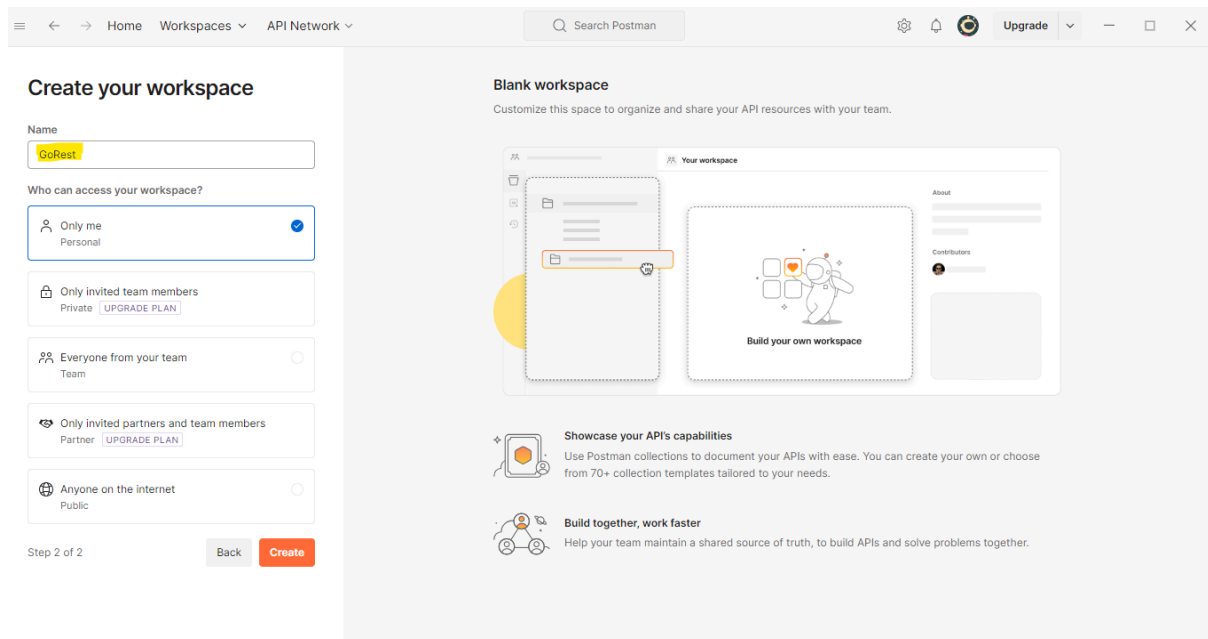 Home Workspaces API Network Search Postman Upgrade
Create your workspace
Name
GoRest
Who can access your workspace?
Only me
Personal
Only invited team members
Private UPGRADE PLAN
Everyone from your team
Team
Only invited partners and team members
Partner UPGRADE PLAN
Anyone on the internet
Public
Step 2 of 2 Back Create
Blank workspace
Customize this space to organize and share your API resources with your team.
Your workspace
About
Contributors
Build your own workspace
Showcase your API's capabilities
Use Postman collections to document your APIs with ease. You can create your own or choose
from 70+ collection templates tailored to your needs.
Build together, work faster
Help your team maintain a shared source of truth, to build APIs and solve problems together.